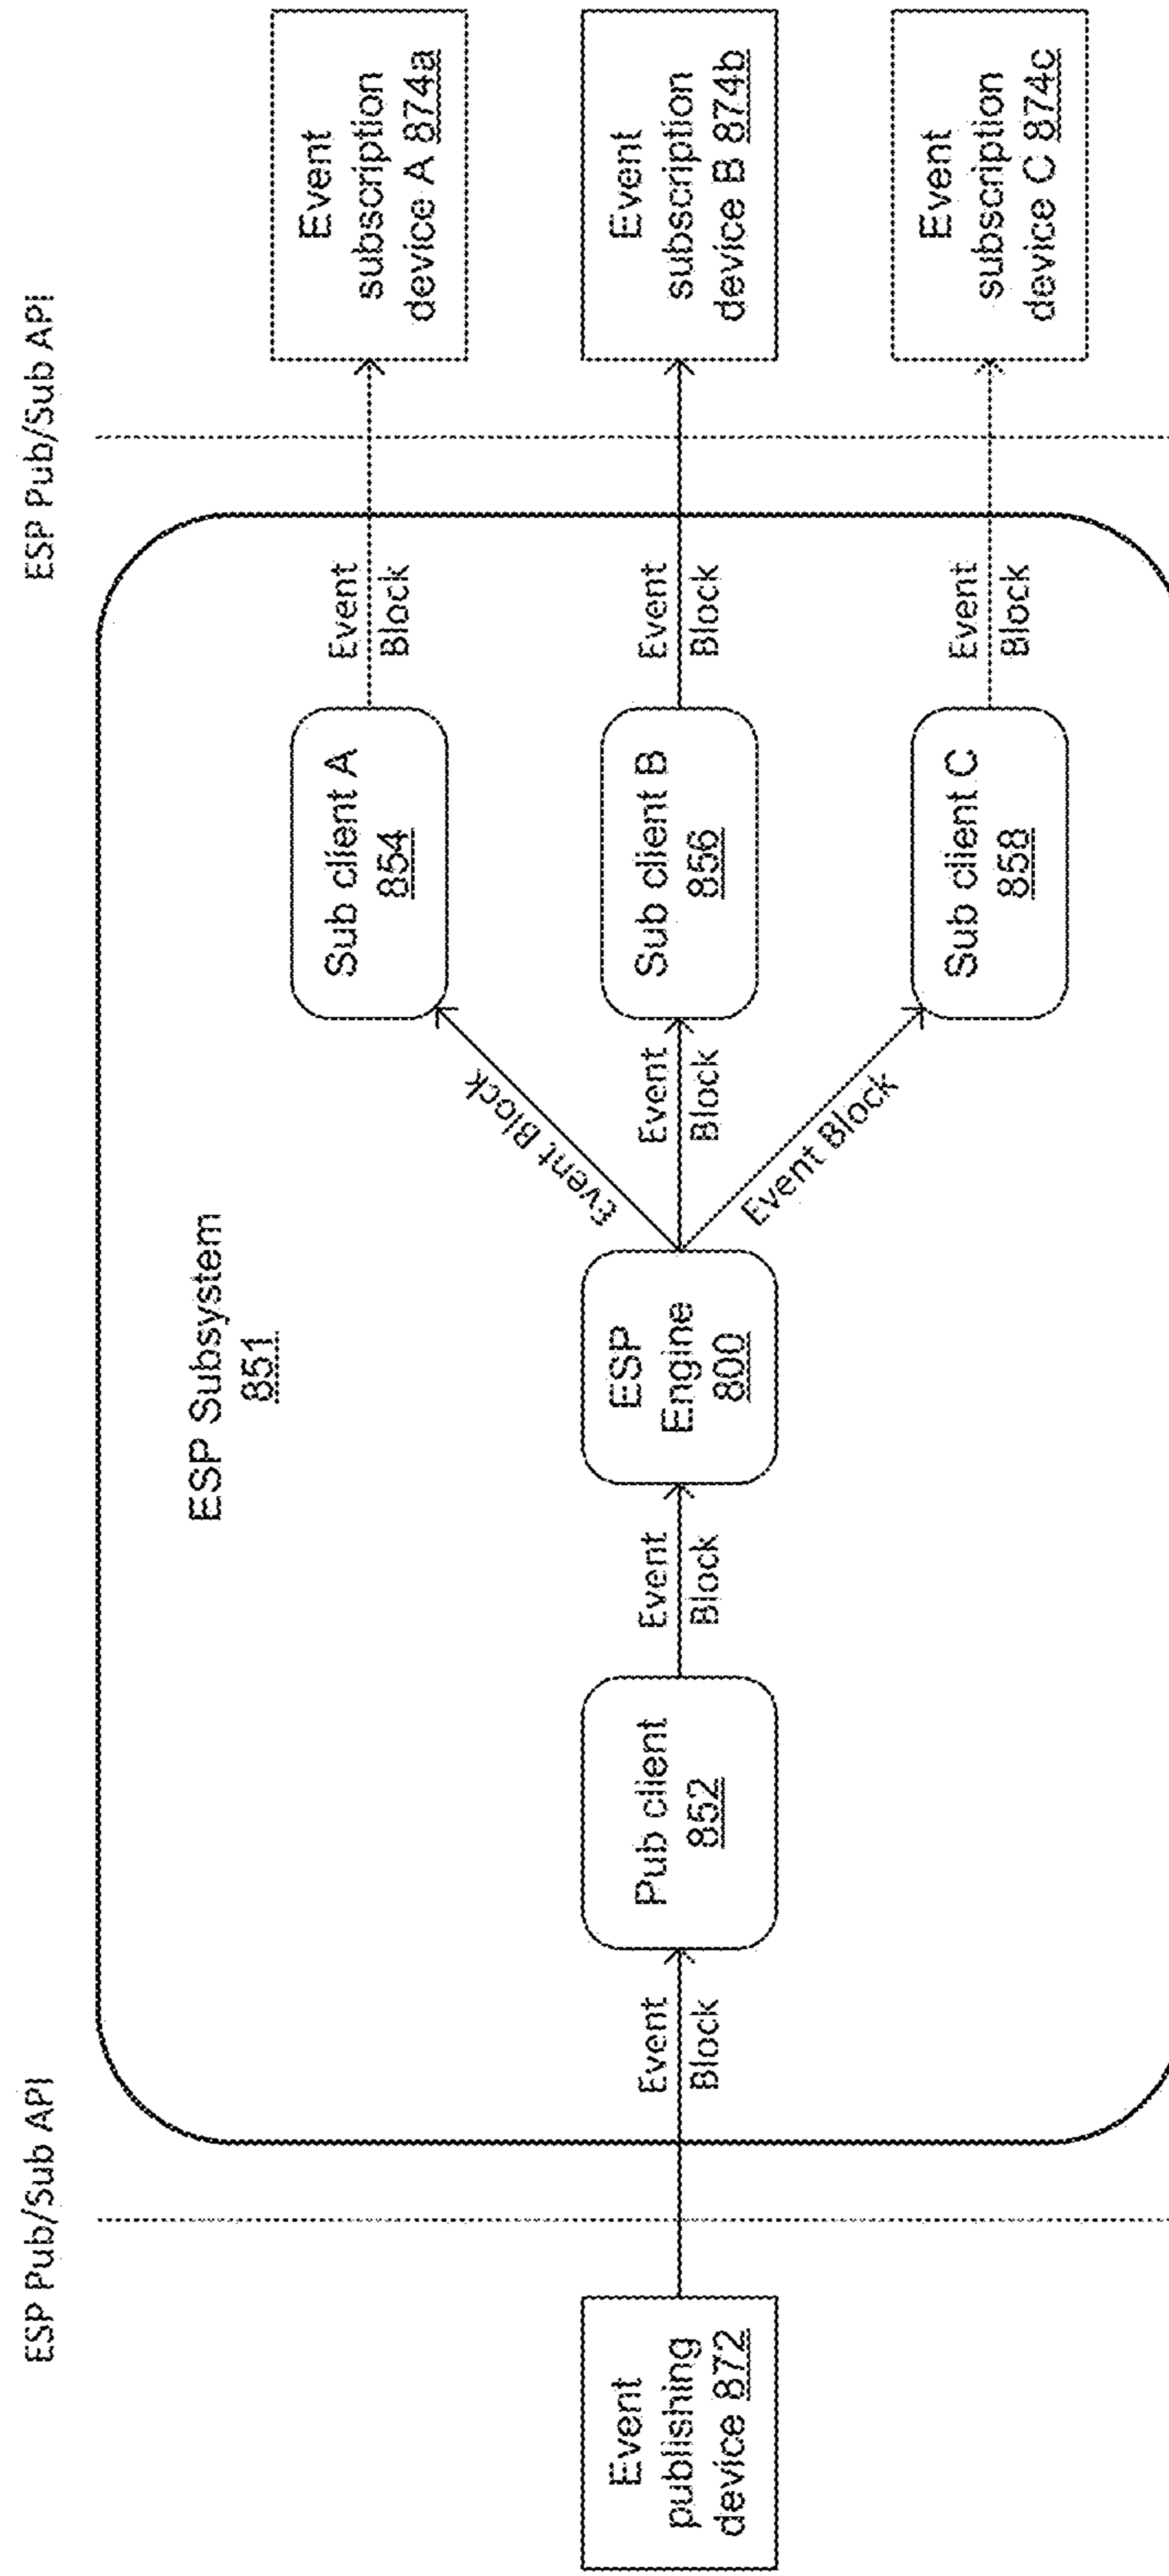 ESP Pub/Sub API
ESP Pub/Sub API
ESP Subsystem
851
Event
publishing
device 872
Event
Block
Pub client
852
Event
Block
ESP
Engine
800
Event Block
Event
Block
Event Block
Sub client A
854
Sub client B
856
Sub client C
858
Event
Block
Event
Block
Event
Block
Event
subscription
device A 874a
Event
subscription
device B 874b
Event
subscription
device C 874c